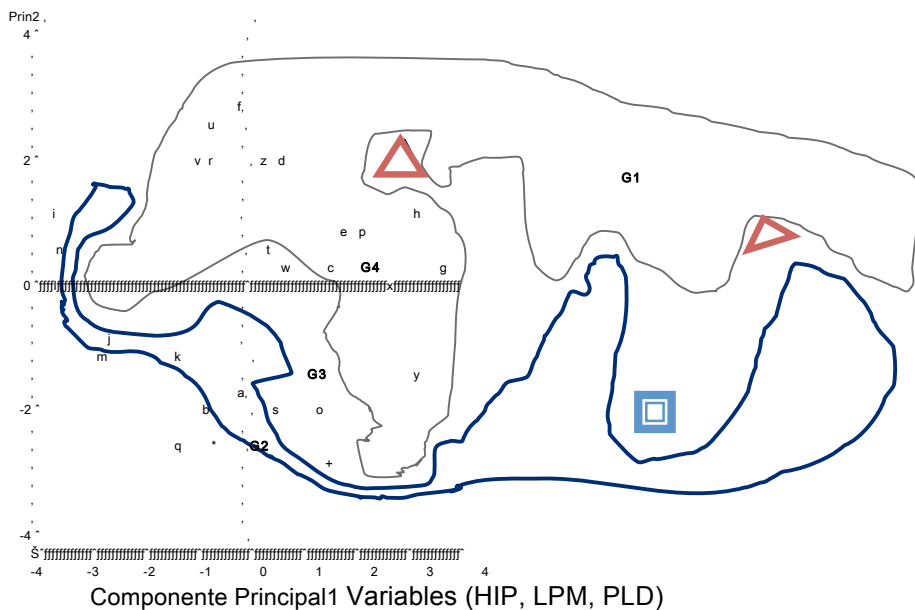 Prin2 ,
4 ˆ
f,
u
2 ˆ v r z d
G1
i h
e p
n t
w c G4 g
0 ˆ x
j
m k
G3 y
a,
-2 ˆ b s o
q * G2
+
-4 ˆ
-4 -3 -2 -1 0 1 2 3 4
Componente Principal1 Variables (HIP, LPM, PLD)